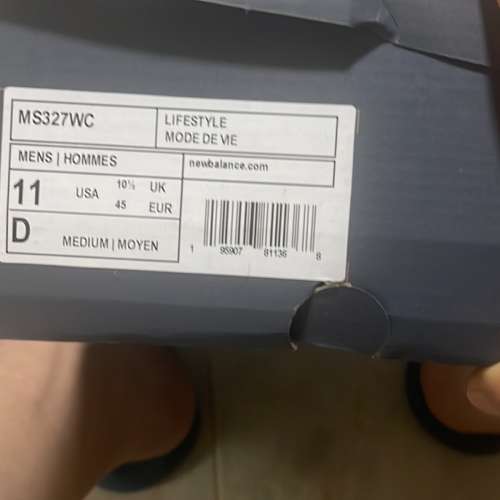 MS327WC
LIFESTYLE
MODE DE VIE
MENS | HOMMES
newbalance.com
11 USA 10½ UK
45 EUR
D MEDIUM | MOYEN
1 95907 81136 8